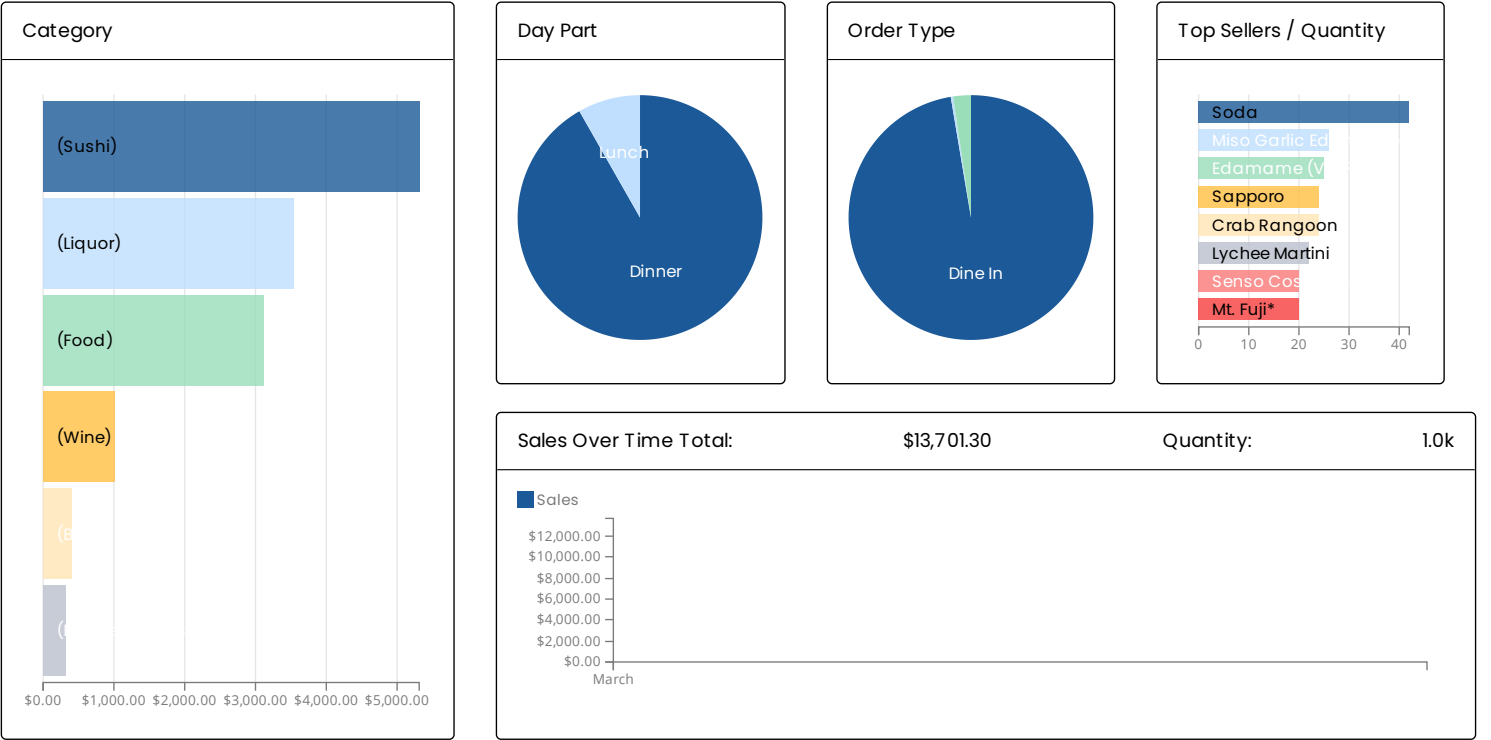 Category
(Sushi)
(Liquor)
(Food)
(Wine)
$0.00 $1,000.00 $2,000.00 $3,000.00 $4,000.00 $5,000.00
Day Part
Lunch
Dinner
Order Type
Dine In
Top Sellers / Quantity
Soda
Miso Garlic Ed
Edamame (V
Sapporo
Crab Rangoon
Lychee Martini
Senso Cos
Mt. Fuji*
0 10 20 30 40
Sales Over Time Total: $13,701.30 Quantity: 1.0k
Sales
$12,000.00
$10,000.00
$8,000.00
$6,000.00
$4,000.00
$2,000.00
$0.00
March